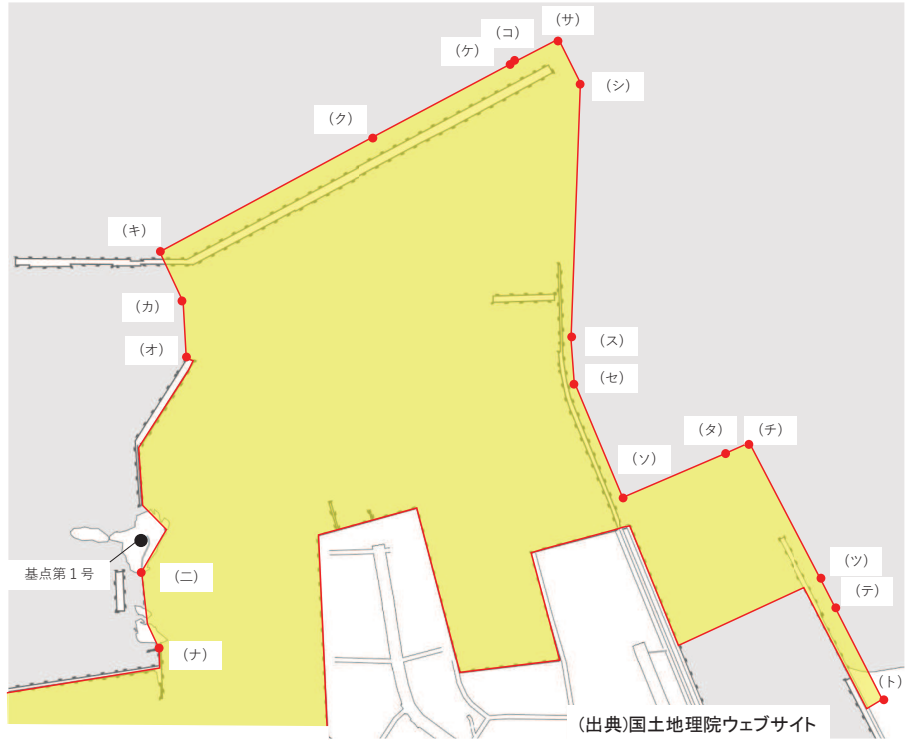 (サ)
(コ)
(ケ)
(シ)
(ク)
(キ)
(カ)
(オ)
(ス)
(セ)
(タ)
(チ)
(ソ)
基点第1号
(ニ)
(ツ)
(テ)
(ナ)
(ト)
(出典)国土地理院ウェブサイト